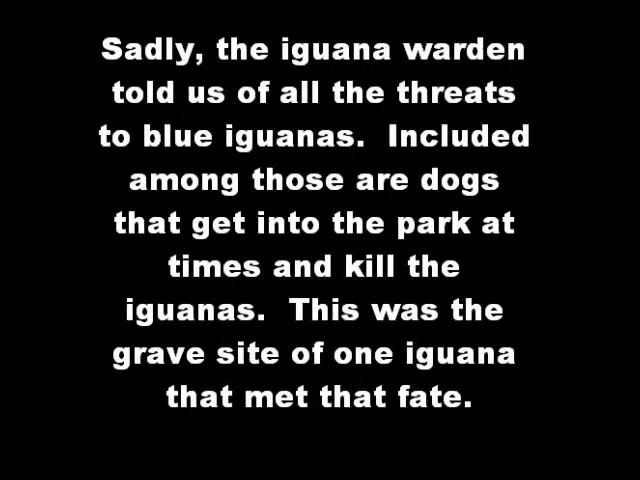 Sadly, the iguana warden
told us of all the threats
to blue iguanas.  Included
among those are dogs
that get into the park at
times and kill the
iguanas.  This was the
grave site of one iguana
that met that fate.